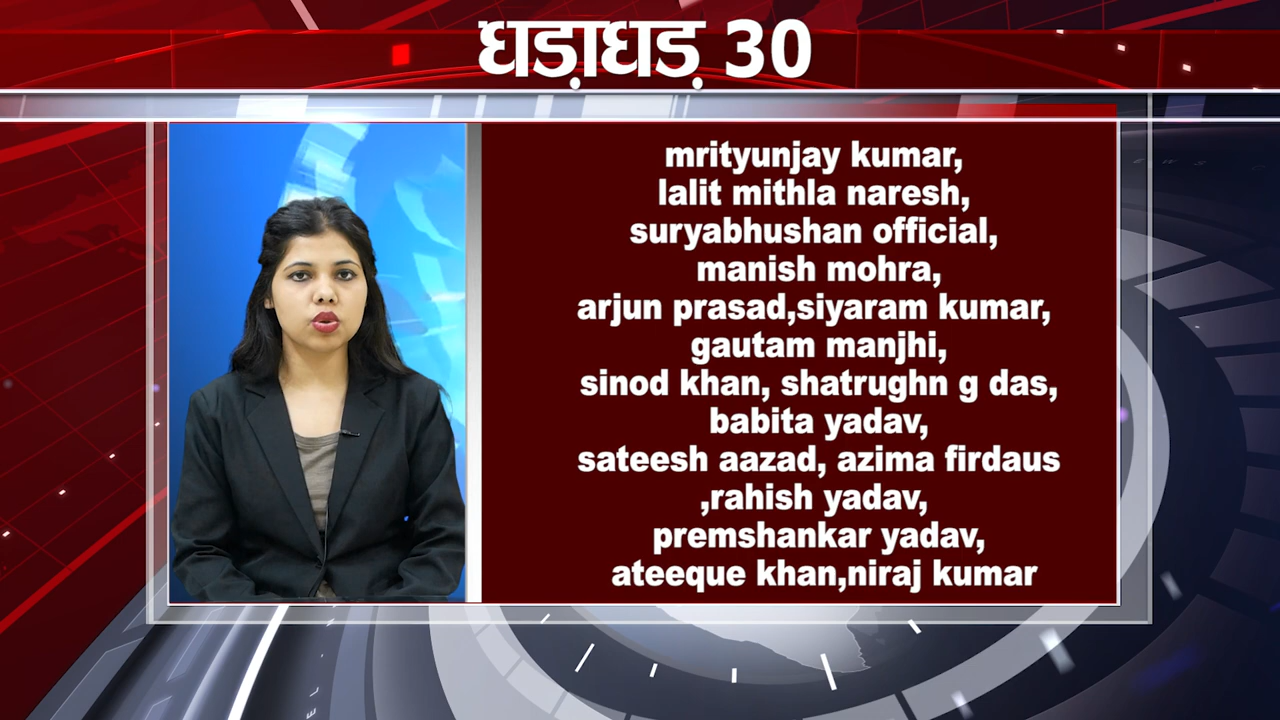 धड़ाधड़ 30
mrityunjay kumar,
lalit mithla naresh,
suryabhushan official,
manish mohra,
arjun prasad,siyaram kumar,
gautam manjhi,
sinod khan, shatrughn g das,
babita yadav,
sateesh aazad, azima firdaus
,rahish yadav,
premshankar yadav,
ateeque khan,niraj kumar